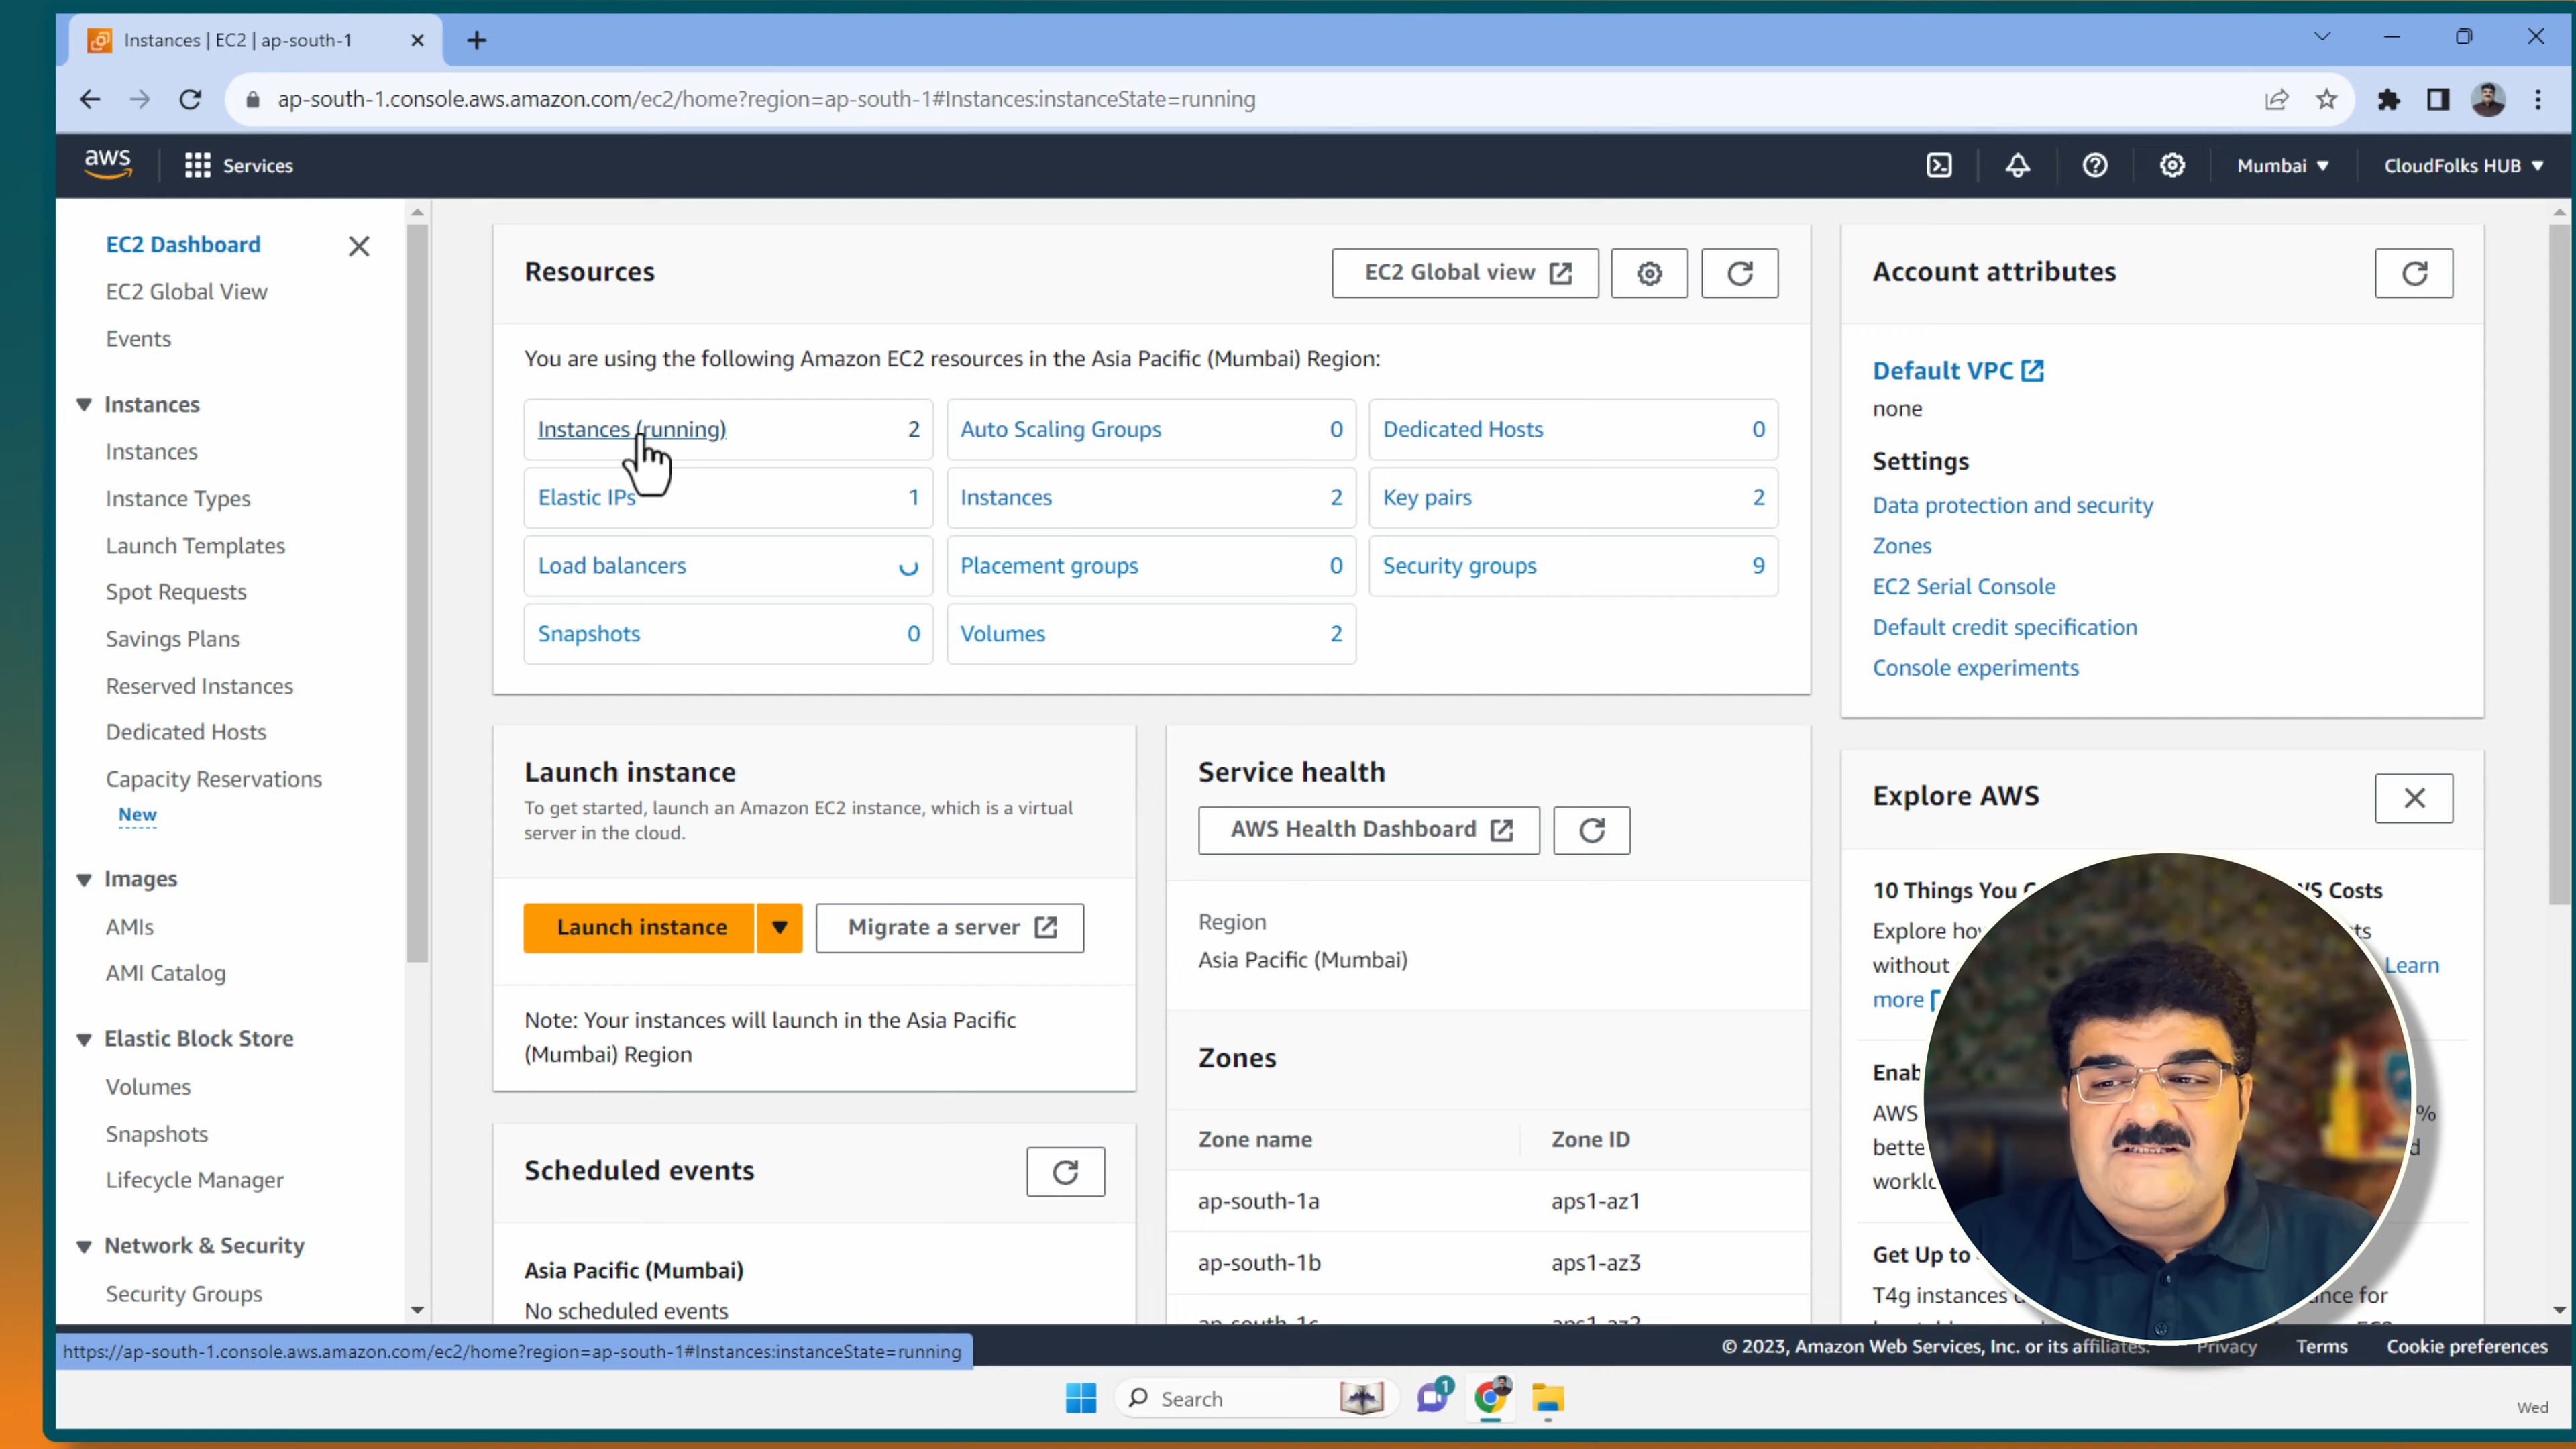 Instances | EC2 | ap-south-1
ap-south-1.console.aws.amazon.com/ec2/home?region=ap-south-1#Instances:instanceState=running
aws
Services
Mumbai
CloudFolks HUB
EC2 Dashboard
EC2 Global View
Events
Instances
Instances
Instance Types
Launch Templates
Spot Requests
Savings Plans
Reserved Instances
Dedicated Hosts
Capacity Reservations
New
Images
AMIs
AMI Catalog
Elastic Block Store
Volumes
Snapshots
Lifecycle Manager
Network & Security
Security Groups
Resources
EC2 Global view
You are using the following Amazon EC2 resources in the Asia Pacific (Mumbai) Region:
Instances (running) 2
Auto Scaling Groups 0
Dedicated Hosts 0
Elastic IPs 1
Instances 2
Key pairs 2
Load balancers
Placement groups 0
Security groups 9
Snapshots 0
Volumes 2
Launch instance
To get started, launch an Amazon EC2 instance, which is a virtual
server in the cloud.
Launch instance
Migrate a server
Note: Your instances will launch in the Asia Pacific
(Mumbai) Region
Scheduled events
Asia Pacific (Mumbai)
No scheduled events
Service health
AWS Health Dashboard
Region
Asia Pacific (Mumbai)
Zones
Zone name Zone ID
ap-south-1a aps1-az1
ap-south-1b aps1-az3
ap-south-1c aps1-az2
Account attributes
Default VPC
none
Settings
Data protection and security
Zones
EC2 Serial Console
Default credit specification
Console experiments
Explore AWS
10 Things You Costs
Explore
without Learn
more
AWS
Get Up to
T4g instances for
https://ap-south-1.console.aws.amazon.com/ec2/home?region=ap-south-1#Instances:instanceState=running
© 2023, Amazon Web Services, Inc. or its affiliates.
Privacy
Terms
Cookie preferences
Search
1
Wed